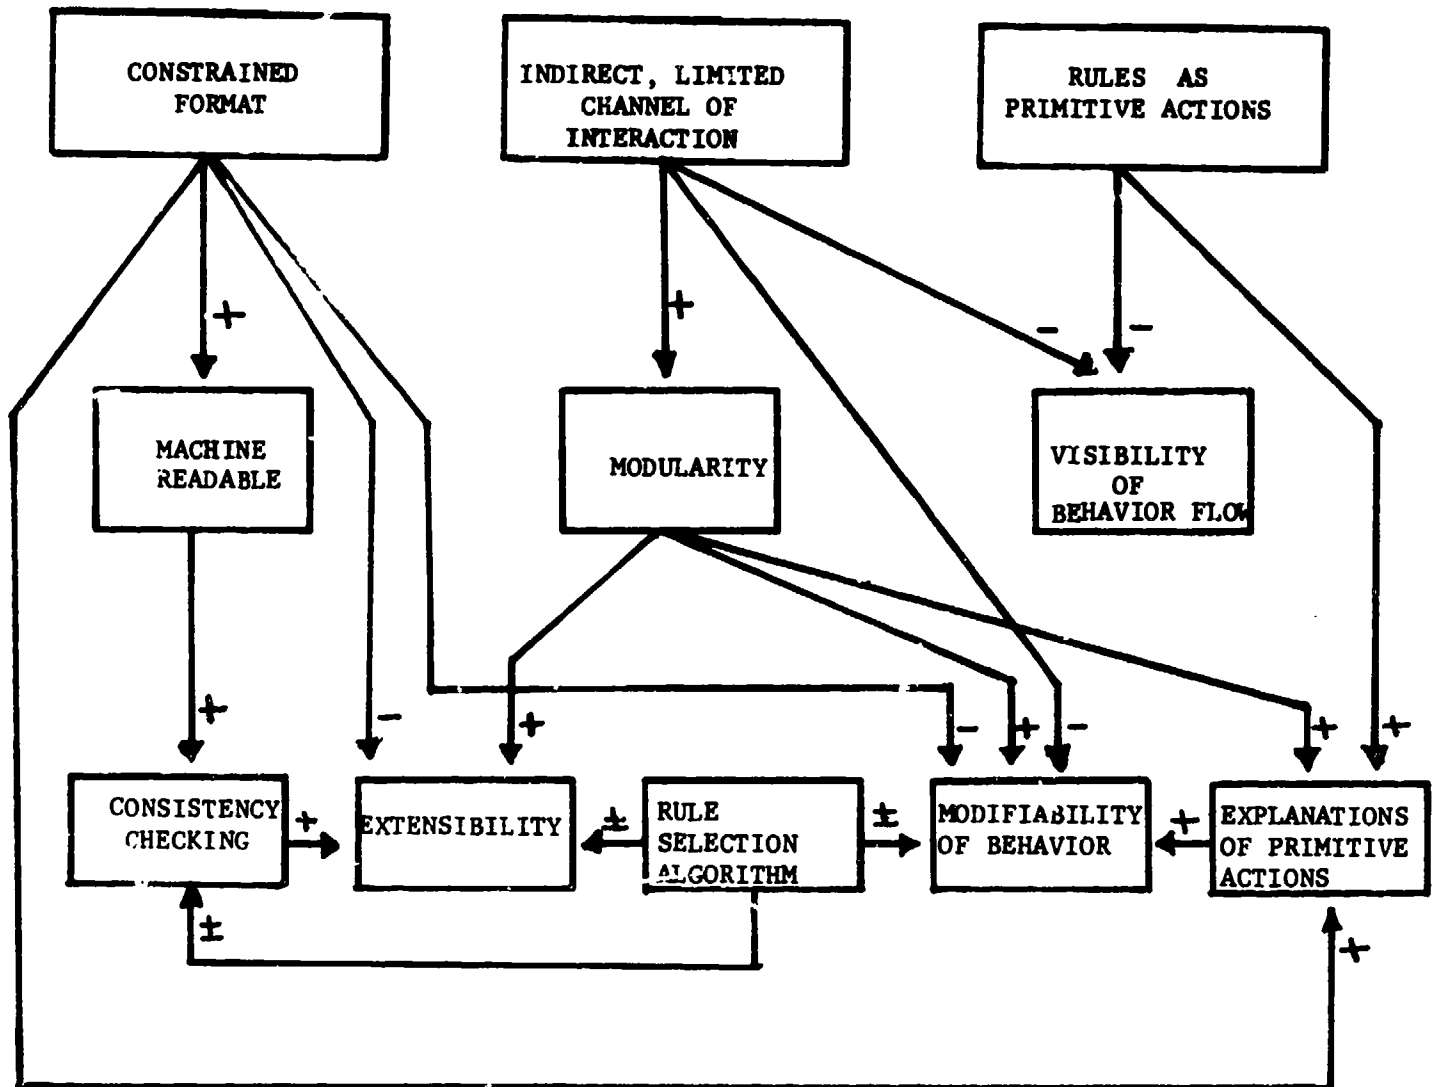 CONSTRAINED
FORMAT
INDIRECT, LIMITED
CHANNEL OF
INTERACTION
RULES AS
PRIMITIVE ACTIONS
+
+
-
-
MACHINE
READABLE
MODULARITY
VISIBILITY
OF
BEHAVIOR FLOW
+
-
+
-
+
-
+
+
CONSISTENCY
CHECKING
+
EXTENSIBILITY
±
RULE
SELECTION
ALGORITHM
±
MODIFIABILITY
OF BEHAVIOR
+
EXPLANATIONS
OF PRIMITIVE
ACTIONS
±
+